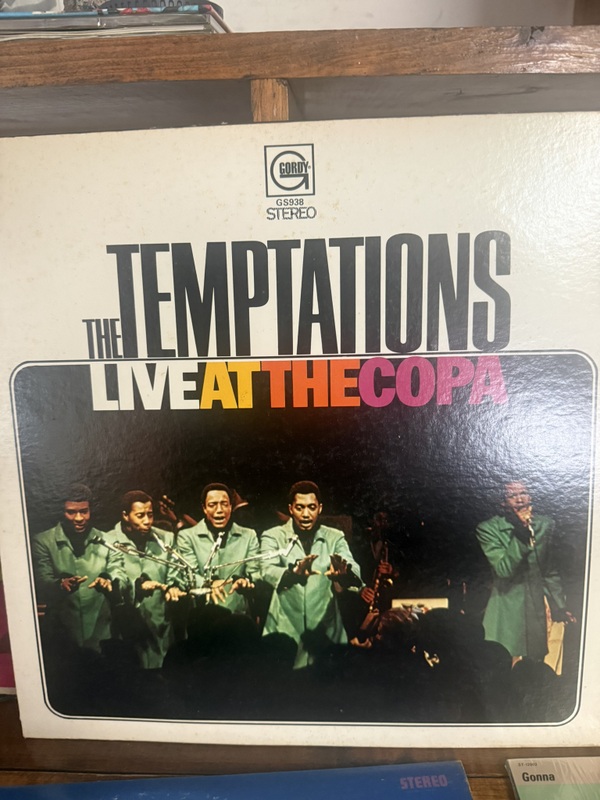 GORDY
GS938
STEREO
THE TEMPTATIONS
LIVE AT THE COPA
STEREO
Gonna